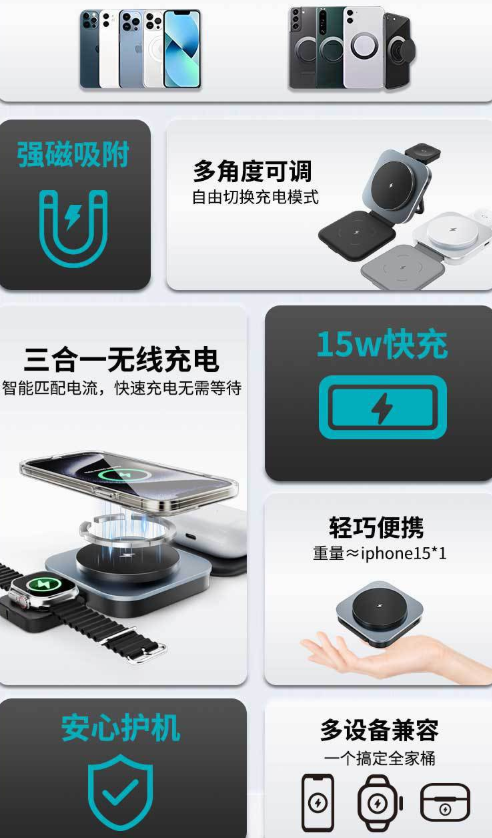 强磁吸附
多角度可调
自由切换充电模式
三合一无线充电
智能匹配电流，快速充电无需等待
15w快充
轻巧便携
重量≈iphone15*1
安心护机
多设备兼容
一个搞定全家桶